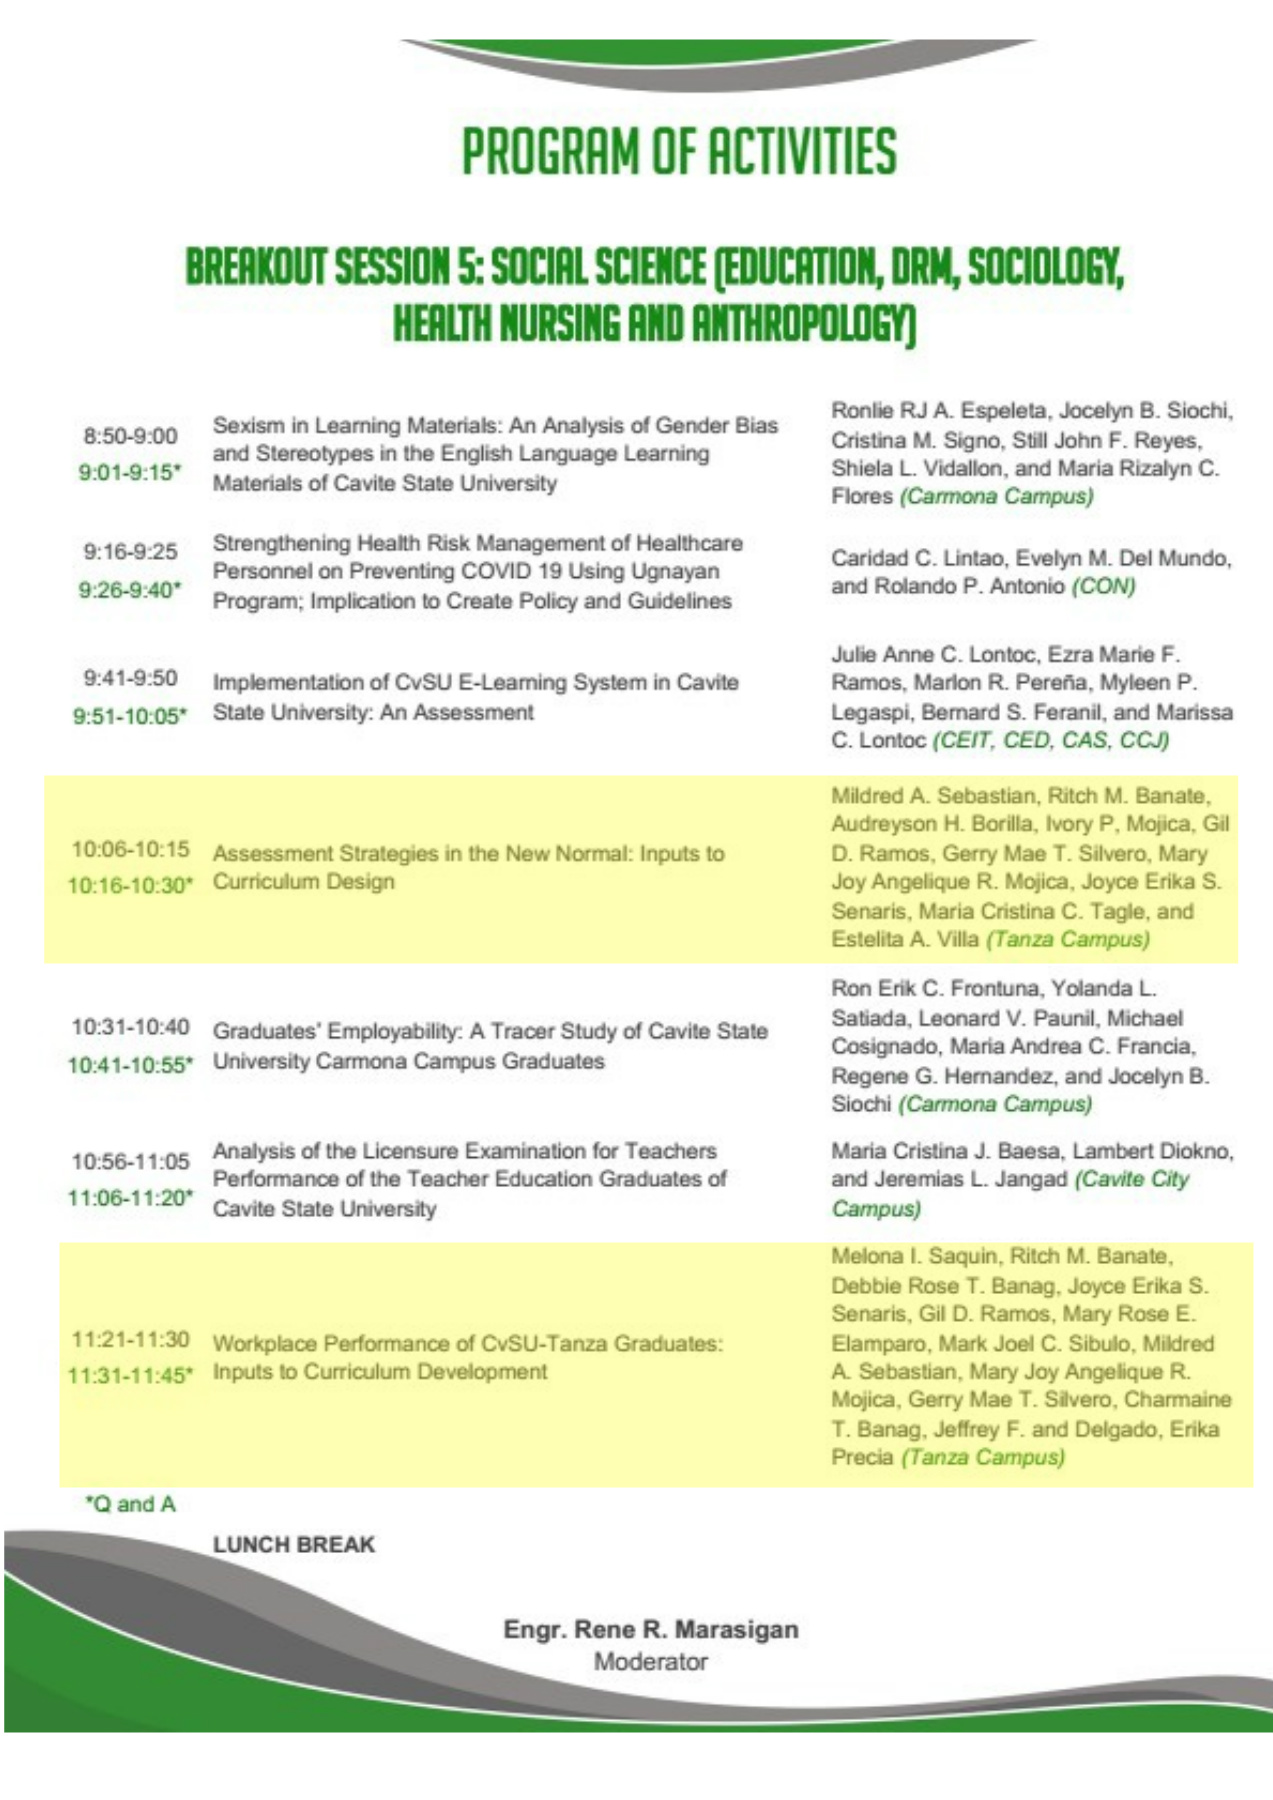 PROGRAM OF ACTIVITIES
BREAKOUT SESSION 5: SOCIAL SCIENCE (EDUCATION, DRM, SOCIOLOGY,
HEALTH NURSING AND ANTHROPOLOGY)
8:50-9:00
9:01-9:15*
Sexism in Learning Materials: An Analysis of Gender Bias
and Stereotypes in the English Language Learning
Materials of Cavite State University
Ronlie RJ A. Espeleta, Jocelyn B. Siochi,
Cristina M. Signo, Still John F. Reyes,
Shiela L. Vidallon, and Maria Rizalyn C.
Flores (Carmona Campus)
9:16-9:25
9:26-9:40*
Strengthening Health Risk Management of Healthcare
Personnel on Preventing COVID 19 Using Ugnayan
Program; Implication to Create Policy and Guidelines
Caridad C. Lintao, Evelyn M. Del Mundo,
and Rolando P. Antonio (CON)
9:41-9:50
9:51-10:05*
Implementation of CvSU E-Learning System in Cavite
State University: An Assessment
Julie Anne C. Lontoc, Ezra Marie F.
Ramos, Marlon R. Pereña, Myleen P.
Legaspi, Bernard S. Feranil, and Marissa
C. Lontoc (CEIT, CED, CAS, CCJ)
10:06-10:15
10:16-10:30*
Assessment Strategies in the New Normal: Inputs to
Curriculum Design
Mildred A. Sebastian, Ritch M. Banate,
Audreyson H. Borilla, Ivory P, Mojica, Gil
D. Ramos, Gerry Mae T. Silvero, Mary
Joy Angelique R. Mojica, Joyce Erika S.
Senaris, Maria Cristina C. Tagle, and
Estelita A. Villa (Tanza Campus)
10:31-10:40
10:41-10:55*
Graduates' Employability: A Tracer Study of Cavite State
University Carmona Campus Graduates
Ron Erik C. Frontuna, Yolanda L.
Satiada, Leonard V. Paunil, Michael
Cosignado, Maria Andrea C. Francia,
Regene G. Hernandez, and Jocelyn B.
Siochi (Carmona Campus)
10:56-11:05
11:06-11:20*
Analysis of the Licensure Examination for Teachers
Performance of the Teacher Education Graduates of
Cavite State University
Maria Cristina J. Baesa, Lambert Diokno,
and Jeremias L. Jangad (Cavite City
Campus)
11:21-11:30
11:31-11:45*
Workplace Performance of CvSU-Tanza Graduates:
Inputs to Curriculum Development
Melona I. Saquin, Ritch M. Banate,
Debbie Rose T. Banag, Joyce Erika S.
Senaris, Gil D. Ramos, Mary Rose E.
Elamparo, Mark Joel C. Sibulo, Mildred
A. Sebastian, Mary Joy Angelique R.
Mojica, Gerry Mae T. Silvero, Charmaine
T. Banag, Jeffrey F. and Delgado, Erika
Precia (Tanza Campus)
*Q and A
LUNCH BREAK
Engr. Rene R. Marasigan
Moderator